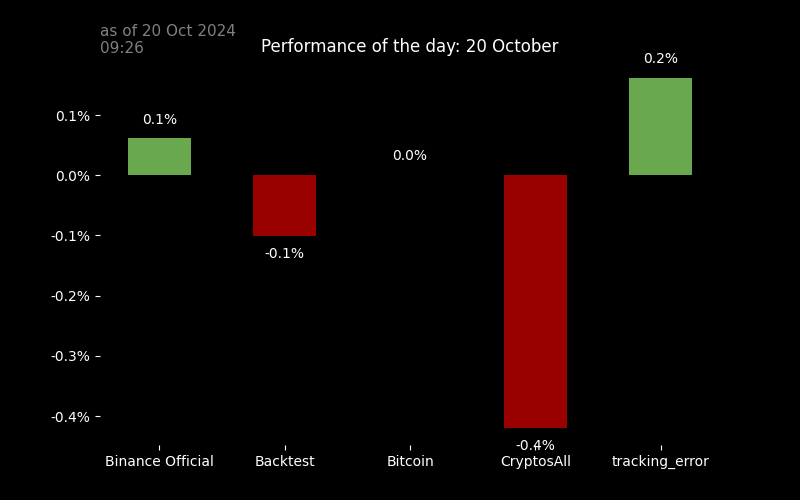 as of 20 Oct 2024
09:26
Performance of the day: 20 October
0.2%
0.1%
0.1%
0.0%
0.0%
-0.1%
-0.1%
-0.2%
-0.3%
-0.4%
-0.4%
Binance Official
Backtest
Bitcoin
CryptosAll
tracking_error